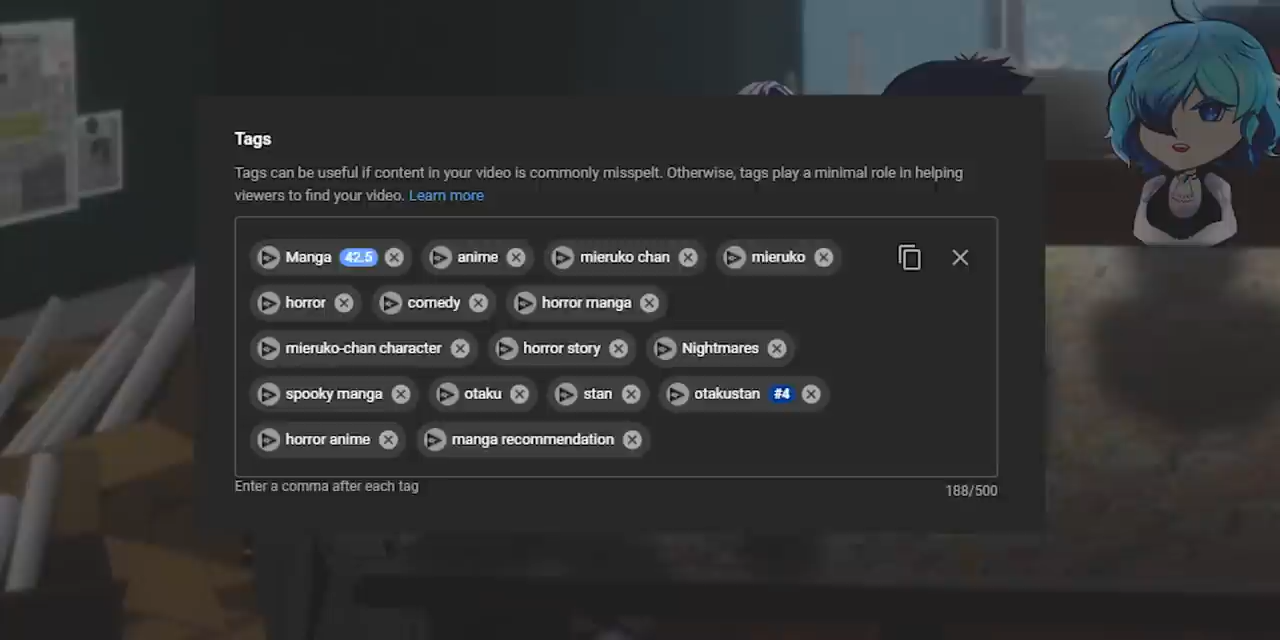 Tags
Tags can be useful if content in your video is commonly misspelt. Otherwise, tags play a minimal role in helping
viewers to find your video. Learn more
Manga 42.5 anime mieruko chan mieruko
horror comedy horror manga
mieruko-chan character horror story Nightmares
spooky manga otaku stan otakustan #4
horror anime manga recommendation
Enter a comma after each tag
188/500